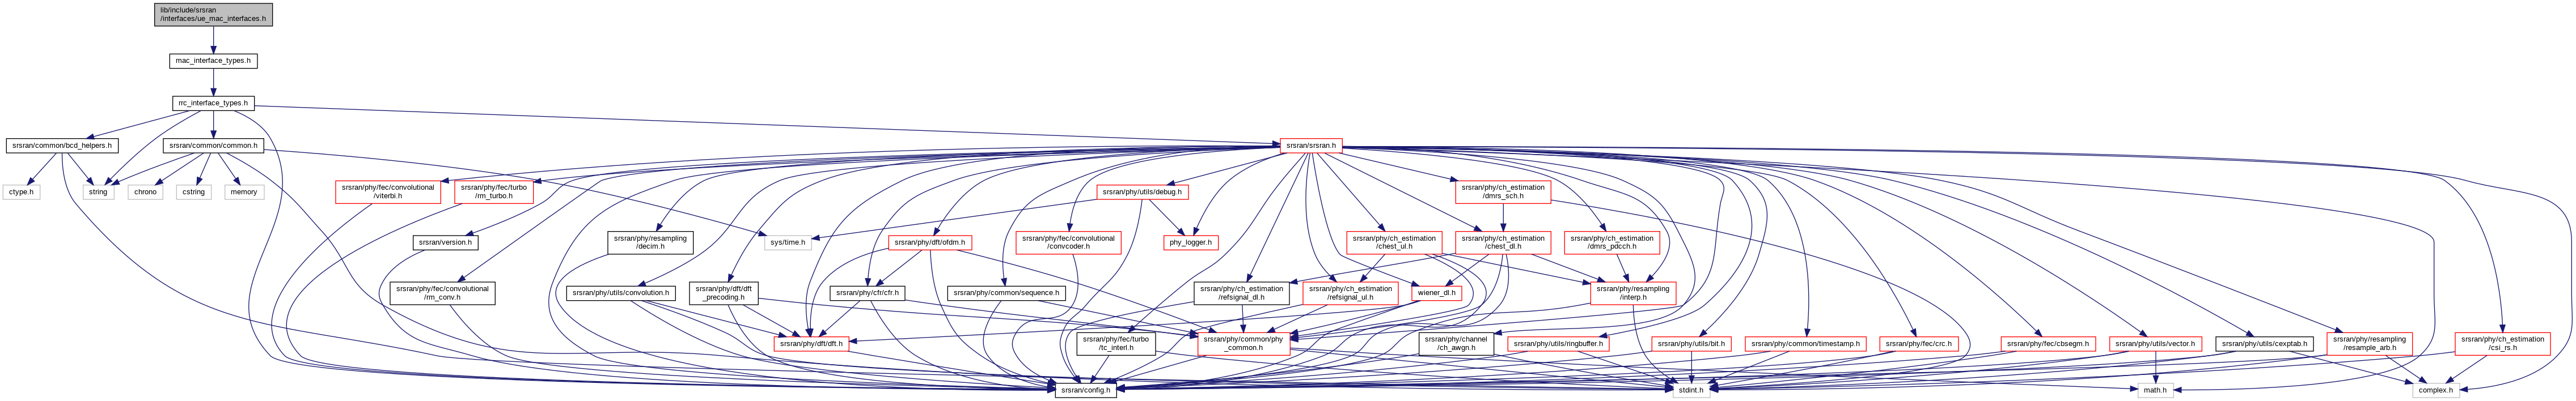 lib/include/srsran
/interfaces/ue_mac_interfaces.h
mac_interface_types.h
rrc_interface_types.h
srsran/common/bcd_helpers.h
srsran/common/common.h
srsran/srsran.h
ctype.h
string
chrono
cstring
memory
srsran/phy/fec/convolutional
/viterbi.h
srsran/phy/fec/turbo
/rm_turbo.h
srsran/phy/utils/debug.h
srsran/phy/ch_estimation
/dmrs_sch.h
srsran/version.h
srsran/phy/resampling
/decim.h
sys/time.h
srsran/phy/dft/ofdm.h
srsran/phy/fec/convolutional
/convcoder.h
phy_logger.h
srsran/phy/ch_estimation
/chest_ul.h
srsran/phy/ch_estimation
/chest_dl.h
srsran/phy/ch_estimation
/dmrs_pdcch.h
srsran/phy/fec/convolutional
/rm_conv.h
srsran/phy/utils/convolution.h
srsran/phy/dft/dft
_precoding.h
srsran/phy/cfr/cfr.h
srsran/phy/common/sequence.h
srsran/phy/ch_estimation
/refsignal_dl.h
srsran/phy/ch_estimation
/refsignal_ul.h
wiener_dl.h
srsran/phy/resampling
/interp.h
srsran/phy/dft/dft.h
srsran/phy/fec/turbo
/tc_interl.h
srsran/phy/common/phy
_common.h
srsran/phy/channel
/ch_awgn.h
srsran/phy/utils/ringbuffer.h
srsran/phy/utils/bit.h
srsran/phy/common/timestamp.h
srsran/phy/fec/crc.h
srsran/phy/fec/cbsegm.h
srsran/phy/utils/vector.h
srsran/phy/utils/cexptab.h
srsran/phy/resampling
/resample_arb.h
srsran/phy/ch_estimation
/csi_rs.h
srsran/config.h
stdint.h
math.h
complex.h